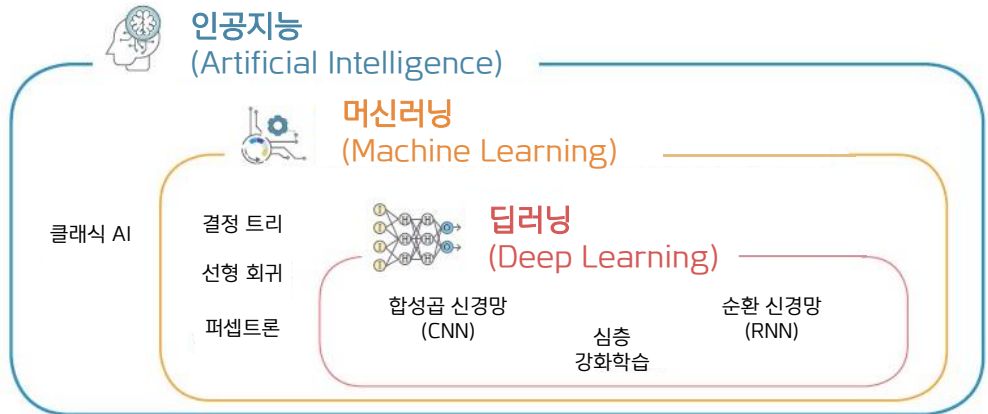 인공지능
(Artificial Intelligence)
머신러닝
(Machine Learning)
클래식 AI
결정 트리
선형 회귀
퍼셉트론
딥러닝
(Deep Learning)
합성곱 신경망
(CNN)
심층
강화학습
순환 신경망
(RNN)